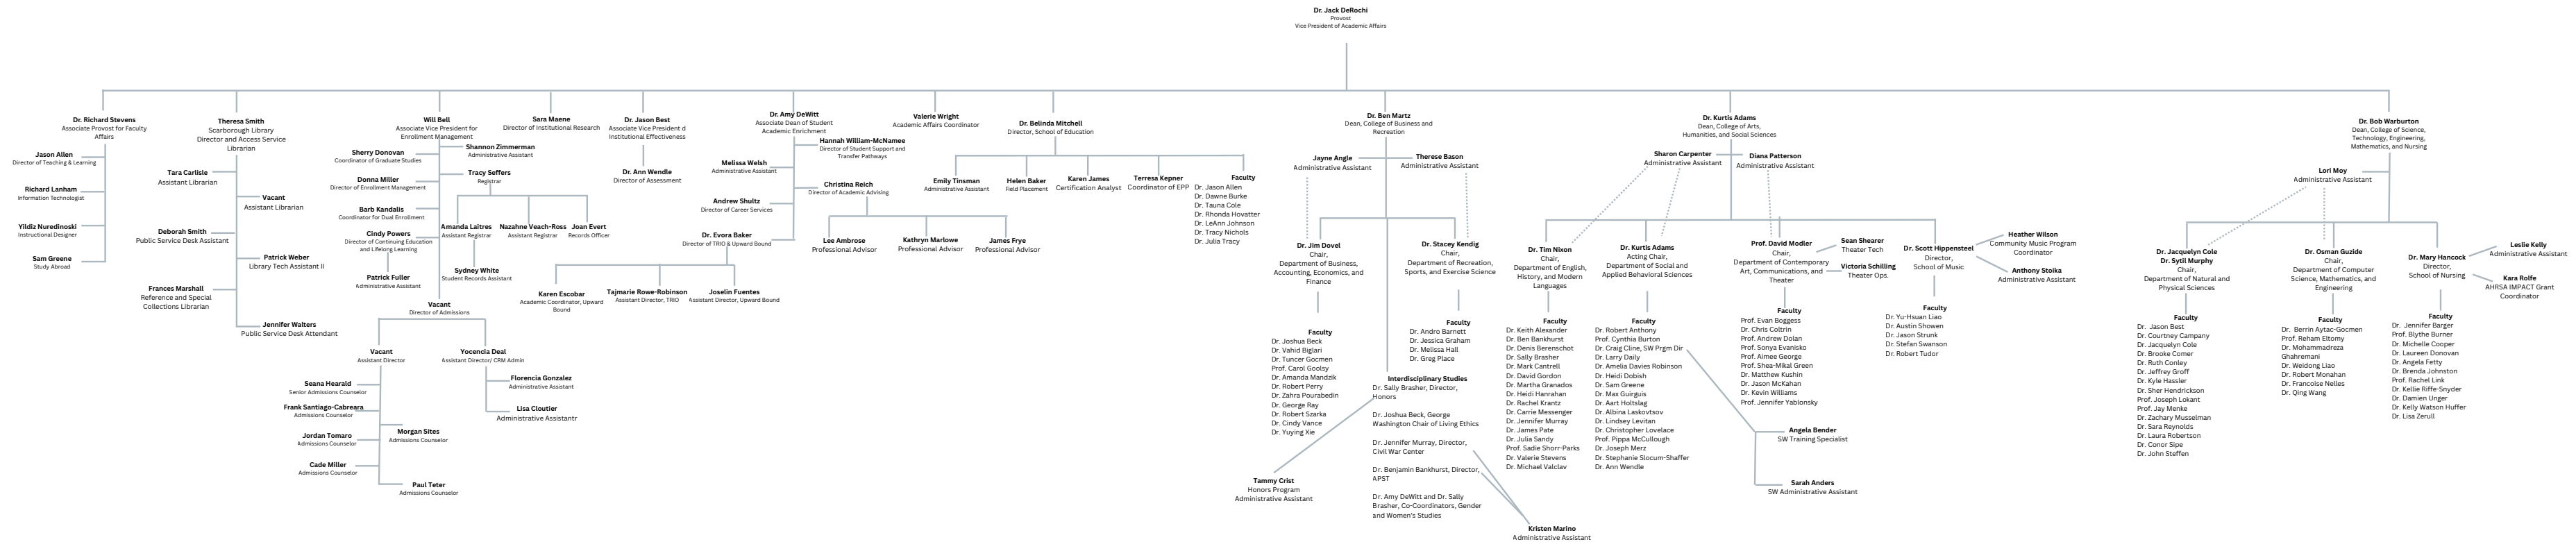 Dr. Jack DeRochi
Provost
Vice President of Academic Affairs
Dr. Richard Stevens
Associate Provost for Faculty
Affairs
Jason Allen
Director of Teaching & Learning
Richard Lanham
Information Technologist
Yildiz Nuredinoski
Instructional Designer
Sam Greene
Study Abroad
Theresa Smith
Scarborough Library
Director and Access Service
Librarian
Tara Carlisle
Assistant Librarian
Vacant
Assistant Librarian
Deborah Smith
Public Service Desk Assistant
Patrick Weber
Library Tech Assistant II
Frances Marshall
Reference and Special
Collections Librarian
Jennifer Walters
Public Service Desk Attendant
Will Bell
Associate Vice President for
Enrollment Management
Shannon Zimmerman
Administrative Assistant
Sherry Donovan
Coordinator of Graduate Studies
Tracy Seffers
Registrar
Donna Miller
Director of Enrollment Management
Barb Kandalis
Coordinator for Dual Enrollment
Cindy Powers
Director of Continuing Education
and Lifelong Learning
Patrick Fuller
Administrative Assistant
Amanda Laitres
Assistant Registrar
Nazahne Veach-Ross
Assistant Registrar
Joan Evert
Records Officer
Sydney White
Student Records Assistant
Vacant
Director of Admissions
Vacant
Assistant Director
Yocencia Deal
Assistant Director/ CRM Admin
Seana Hearald
Senior Admissions Counselor
Frank Santiago-Cabreara
Admissions Counselor
Jordan Tomaro
Admissions Counselor
Morgan Sites
Admissions Counselor
Cade Miller
Admissions Counselor
Paul Teter
Admissions Counselor
Florencia Gonzalez
Administrative Assistant
Lisa Cloutier
Administrative Assistantr
Sara Maene
Director of Institutional Research
Dr. Jason Best
Associate Vice President d
Institutional Effectiveness
Dr. Ann Wendle
Director of Assessment
Dr. Amy DeWitt
Associate Dean of Student
Academic Enrichment
Hannah William-McNamee
Director of Student Support and
Transfer Pathways
Melissa Welsh
Administrative Assistant
Christina Reich
Director of Academic Advising
Andrew Shultz
Director of Career Services
Dr. Evora Baker
Director of TRIO & Upward Bound
Lee Ambrose
Professional Advisor
Kathryn Marlowe
Professional Advisor
James Frye
Professional Advisor
Karen Escobar
Academic Coordinator, Upward
Bound
Tajmarie Rowe-Robinson
Assistant Director, TRIO
Joselin Fuentes
Assistant Director, Upward Bound
Valerie Wright
Academic Affairs Coordinator
Dr. Belinda Mitchell
Director, School of Education
Emily Tinsman
Administrative Assistant
Helen Baker
Field Placement
Karen James
Certification Analyst
Terresa Kepner
Coordinator of EPP
Faculty
Dr. Jason Allen
Dr. Dawne Burke
Dr. Tauna Cole
Dr. Rhonda Hovatter
Dr. LeAnn Johnson
Dr. Tracy Nichols
Dr. Julia Tracy
Dr. Ben Martz
Dean, College of Business and
Recreation
Jayne Angle
Administrative Assistant
Therese Bason
Administrative Assistant
Dr. Jim Dovel
Chair,
Department of Business,
Accounting, Economics, and
Finance
Faculty
Dr. Joshua Beck
Dr. Vahid Biglari
Dr. Tuncer Gocmen
Prof. Carol Goolsy
Dr. Amanda Mandzik
Dr. Robert Perry
Dr. Zahra Pourabedin
Dr. George Ray
Dr. Robert Szarka
Dr. Cindy Vance
Dr. Yuying Xie
Dr. Stacey Kendig
Chair,
Department of Recreation,
Sports, and Exercise Science
Faculty
Dr. Andro Barnett
Dr. Jessica Graham
Dr. Melissa Hall
Dr. Greg Place
Interdisciplinary Studies
Dr. Sally Brasher, Director,
Honors
Dr. Joshua Beck, George
Washington Chair of Living Ethics
Dr. Jennifer Murray, Director,
Civil War Center
Dr. Benjamin Bankhurst, Director,
APST
Dr. Amy DeWitt and Dr. Sally
Brasher, Co-Coordinators, Gender
and Women's Studies
Tammy Crist
Honors Program
Administrative Assistant
Kristen Marino
Administrative Assistant
Dr. Kurtis Adams
Dean, College of Arts,
Humanities, and Social Sciences
Sharon Carpenter
Administrative Assistant
Diana Patterson
Administrative Assistant
Dr. Tim Nixon
Chair,
Department of English,
History, and Modern
Languages
Faculty
Dr. Keith Alexander
Dr. Ben Bankhurst
Dr. Denis Berenschot
Dr. Sally Brasher
Dr. Mark Cantrell
Dr. David Gordon
Dr. Martha Granados
Dr. Heidi Hanrahan
Dr. Rachel Krantz
Dr. Carrie Messenger
Dr. Jennifer Murray
Dr. James Pate
Dr. Julia Sandy
Prof. Sadie Shorr-Parks
Dr. Valerie Stevens
Dr. Michael Valclav
Dr. Kurtis Adams
Acting Chair,
Department of Social and
Applied Behavioral Sciences
Faculty
Dr. Robert Anthony
Prof. Cynthia Burton
Dr. Craig Cline, SW Prgm Dir
Dr. Larry Daily
Dr. Amelia Davies Robinson
Dr. Heidi Dobish
Dr. Sam Greene
Dr. Max Guirguis
Dr. Aart Holtslag
Dr. Albina Laskovtsov
Dr. Lindsey Levitan
Dr. Christopher Lovelace
Prof. Pippa McCullough
Dr. Joseph Merz
Dr. Stephanie Slocum-Shaffer
Dr. Ann Wendle
Angela Bender
SW Training Specialist
Sarah Anders
SW Administrative Assistant
Prof. David Modler
Chair,
Department of Contemporary
Art, Communications, and
Theater
Sean Shearer
Theater Tech
Victoria Schilling
Theater Ops.
Faculty
Prof. Evan Boggess
Dr. Chris Coltrin
Prof. Andrew Dolan
Prof. Sonya Evanisko
Prof. Aimee George
Prof. Shea-Mikal Green
Dr. Matthew Kushin
Dr. Jason McKahan
Dr. Kevin Williams
Prof. Jennifer Yablonsky
Dr. Scott Hippensteel
Director,
School of Music
Heather Wilson
Community Music Program
Coordinator
Anthony Stoika
Administrative Assistant
Faculty
Dr. Yu-Hsuan Liao
Dr. Austin Showen
Dr. Jason Strunk
Dr. Stefan Swanson
Dr. Robert Tudor
Dr. Bob Warburton
Dean, College of Science,
Technology, Engineering,
Mathematics, and Nursing
Lori Moy
Administrative Assistant
Dr. Jacquelyn Cole
Dr. Sytil Murphy
Chair,
Department of Natural and
Physical Sciences
Faculty
Dr. Jason Best
Dr. Courtney Campany
Dr. Jacquelyn Cole
Dr. Brooke Comer
Dr. Ruth Conley
Dr. Jeffrey Groff
Dr. Kyle Hassler
Dr. Sher Hendrickson
Prof. Joseph Lokant
Prof. Jay Menke
Dr. Zachary Musselman
Dr. Sara Reynolds
Dr. Laura Robertson
Dr. Conor Sipe
Dr. John Steffen
Dr. Osman Guzide
Chair,
Department of Computer
Science, Mathematics, and
Engineering
Faculty
Dr. Berrin Aytac-Gocmen
Prof. Reham Eltomy
Dr. Mohammadreza
Ghahremani
Dr. Weidong Liao
Dr. Robert Monahan
Dr. Francoise Nelles
Dr. Qing Wang
Dr. Mary Hancock
Director,
School of Nursing
Leslie Kelly
Administrative Assistant
Kara Rolfe
AHRSA IMPACT Grant
Coordinator
Faculty
Dr. Jennifer Barger
Prof. Blythe Burner
Dr. Michelle Cooper
Dr. Laureen Donovan
Dr. Angela Fetty
Dr. Brenda Johnston
Prof. Rachel Link
Dr. Kellie Riffe-Snyder
Dr. Damien Unger
Dr. Kelly Watson Huffer
Dr. Lisa Zerull